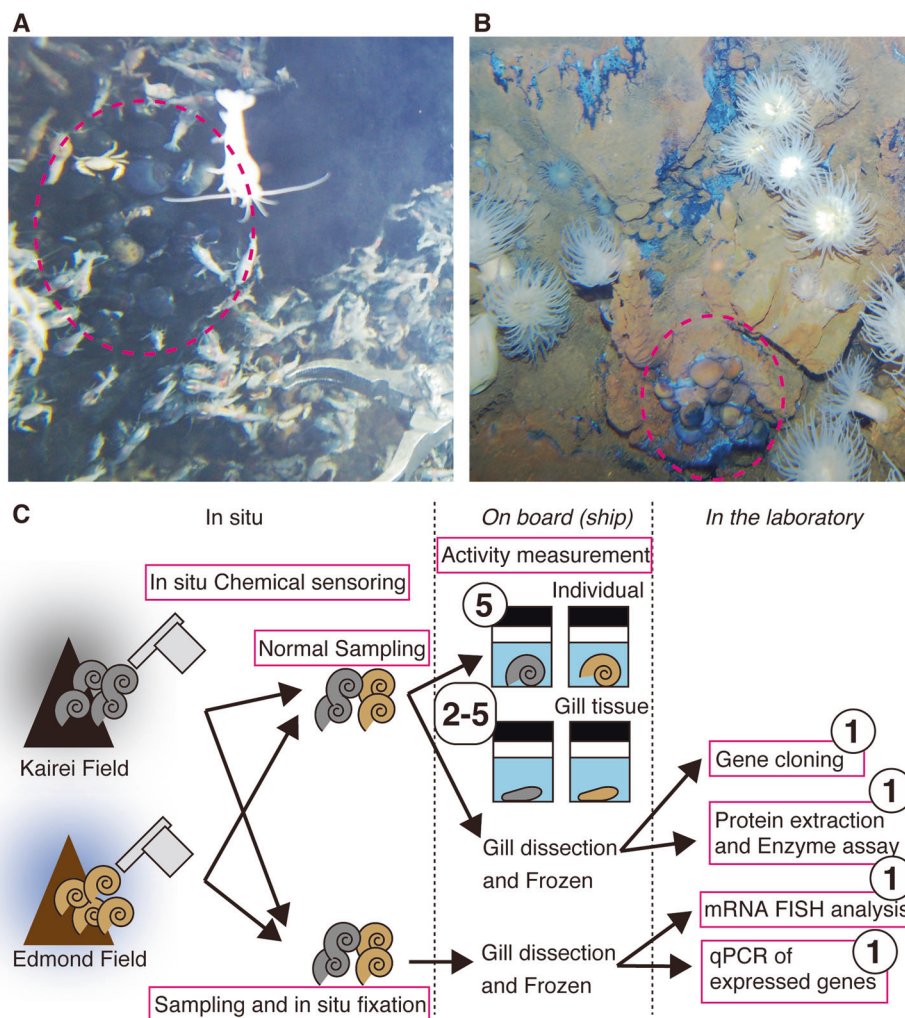 A
B
C
In situ
On board (ship)
In the laboratory
Activity measurement
In situ Chemical sensoring
Individual
5
Normal Sampling
2-5
Gill tissue
Kairei Field
1
Gene cloning
1
Protein extraction
and Enzyme assay
Gill dissection
and Frozen
1
mRNA FISH analysis
1
Edmond Field
Gill dissection
and Frozen
qPCR of
expressed genes
Sampling and in situ fixation